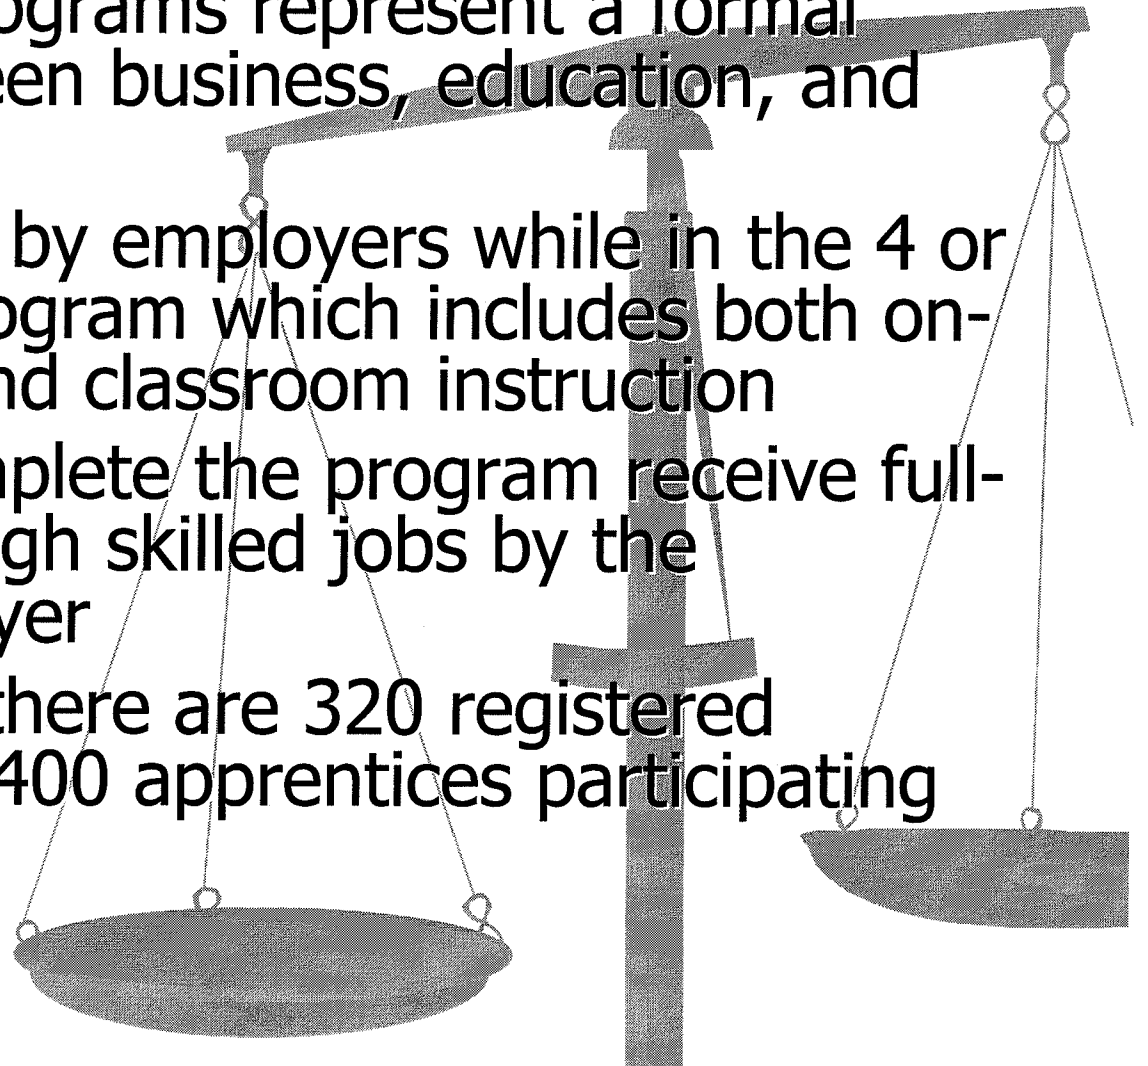 ograms represent a formal
een business, education, and
by employers while in the 4 or
ogram which includes both on-
nd classroom instruction
mplete the program receive full-
gh skilled jobs by the
yer
there are 320 registered
400 apprentices participating